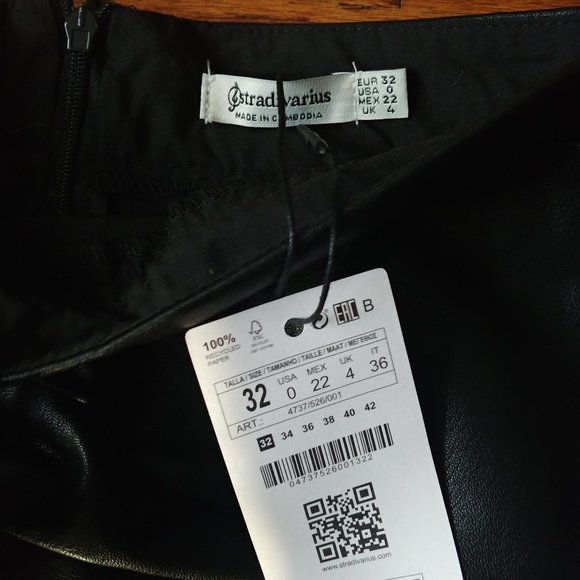 stradivarius
MADE IN CAMBODIA
EUR 32
USA 0
MEX 22
UK 4
100%
RECYCLED
PAPER
FSC
EAC B
TALLA / SIZE / TAMANHO / TAILLE / MAAT / ΜΕΓΕΘΟΣ
32 USA 0 MEX 22 UK 4 IT 36
ART.: 4737/526/001
32 34 36 38 40 42
04737526001322
www.stradivarius.com